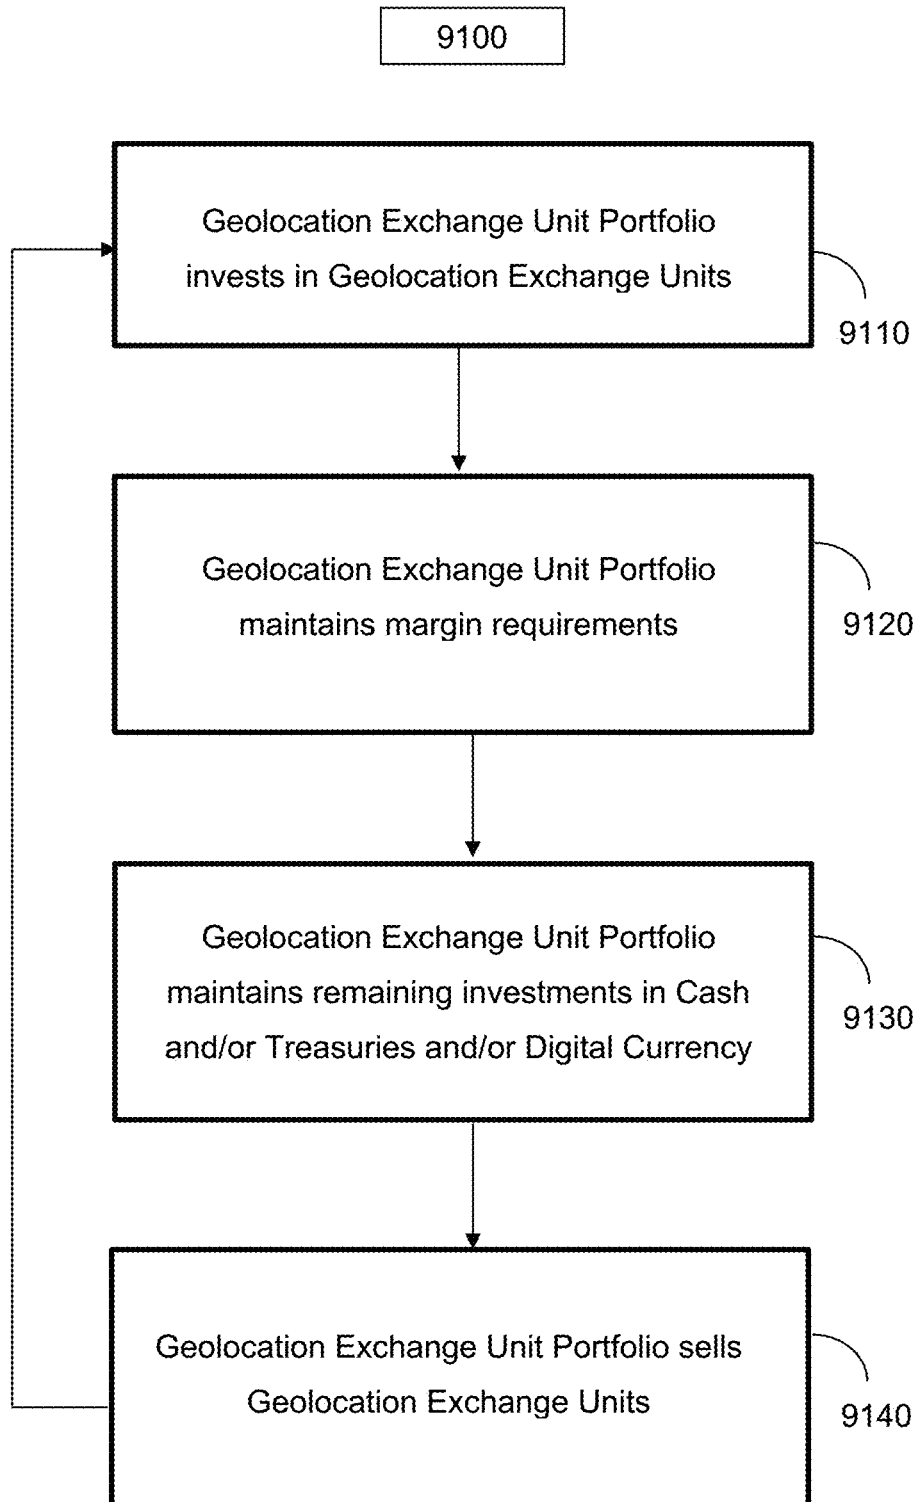 9100
Geolocation Exchange Unit Portfolio
invests in Geolocation Exchange Units
9110
Geolocation Exchange Unit Portfolio
maintains margin requirements
9120
Geolocation Exchange Unit Portfolio
maintains remaining investments in Cash
and/or Treasuries and/or Digital Currency
9130
Geolocation Exchange Unit Portfolio sells
Geolocation Exchange Units
9140